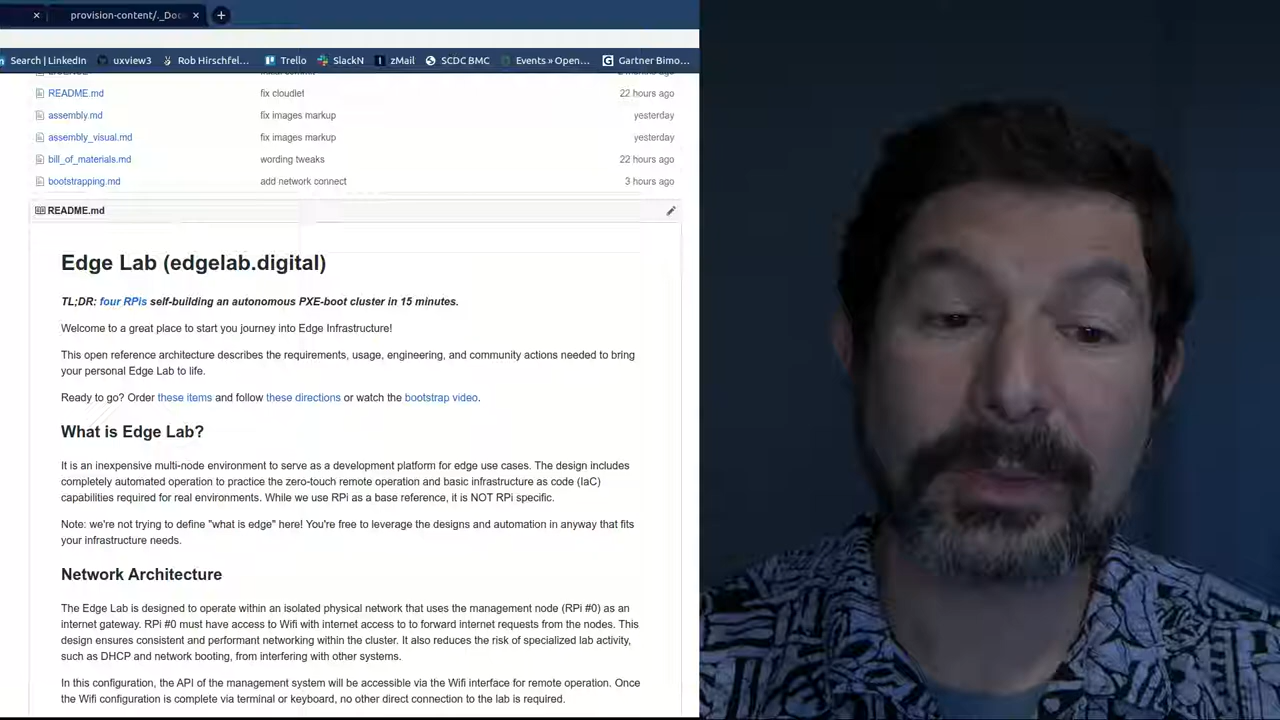 provision-content/._Doc
Search | LinkedIn uxview3 Rob Hirschfel... Trello SlackN zMail SCDC BMC Events » Open... Gartner Bimo...
README.md fix cloudlet 22 hours ago
assembly.md fix images markup yesterday
assembly_visual.md fix images markup yesterday
bill_of_materials.md wording tweaks 22 hours ago
bootstrapping.md add network connect 3 hours ago
README.md
Edge Lab (edgelab.digital)
TL;DR: four RPis self-building an autonomous PXE-boot cluster in 15 minutes.
Welcome to a great place to start you journey into Edge Infrastructure!
This open reference architecture describes the requirements, usage, engineering, and community actions needed to bring
your personal Edge Lab to life.
Ready to go? Order these items and follow these directions or watch the bootstrap video.
What is Edge Lab?
It is an inexpensive multi-node environment to serve as a development platform for edge use cases. The design includes
completely automated operation to practice the zero-touch remote operation and basic infrastructure as code (IaC)
capabilities required for real environments. While we use RPi as a base reference, it is NOT RPi specific.
Note: we're not trying to define "what is edge" here! You're free to leverage the designs and automation in anyway that fits
your infrastructure needs.
Network Architecture
The Edge Lab is designed to operate within an isolated physical network that uses the management node (RPi #0) as an
internet gateway. RPi #0 must have access to Wifi with internet access to to forward internet requests from the nodes. This
design ensures consistent and performant networking within the cluster. It also reduces the risk of specialized lab activity,
such as DHCP and network booting, from interfering with other systems.
In this configuration, the API of the management system will be accessible via the Wifi interface for remote operation. Once
the Wifi configuration is complete via terminal or keyboard, no other direct connection to the lab is required.